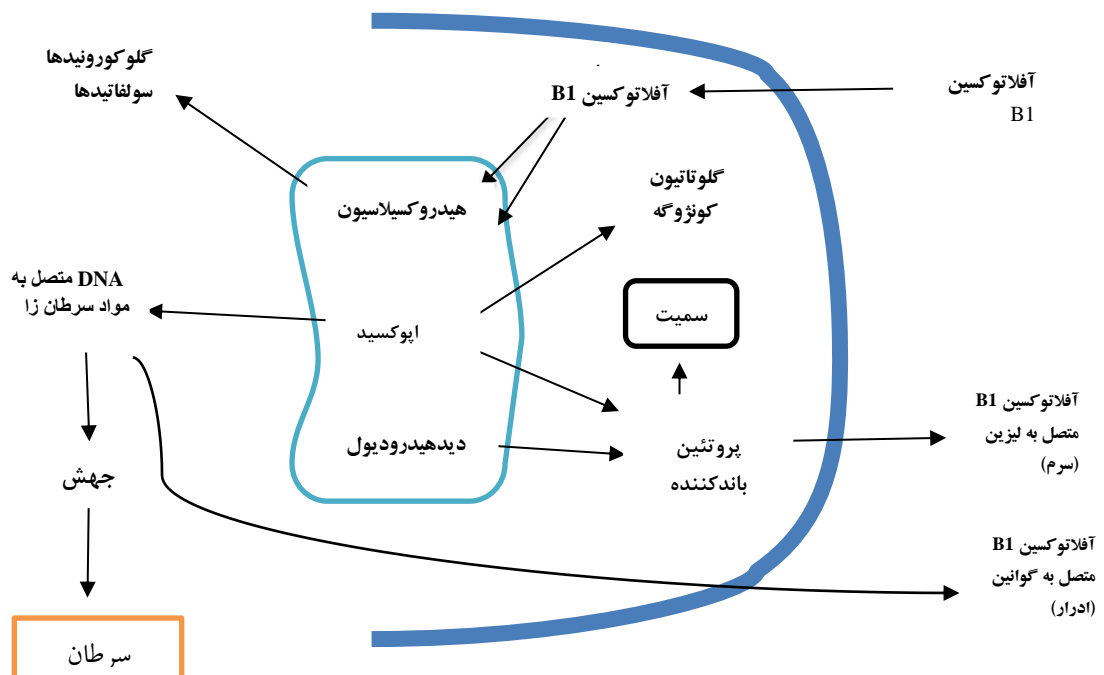 گلوکورونیدها
سولفاتیدها
آفلاتوکسین B1
آفلاتوکسین
B1
گلوتاتیون
کونژوگه
هیدروکسیلاسیون
DNA متصل به
مواد سرطان زا
اپوکسید
سمیت
دیدهیدرودیول
پروتئین
باندکننده
آفلاتوکسین B1
متصل به لیزین
(سرم)
جهش
آفلاتوکسین B1
متصل به گوانین
(ادرار)
سرطان